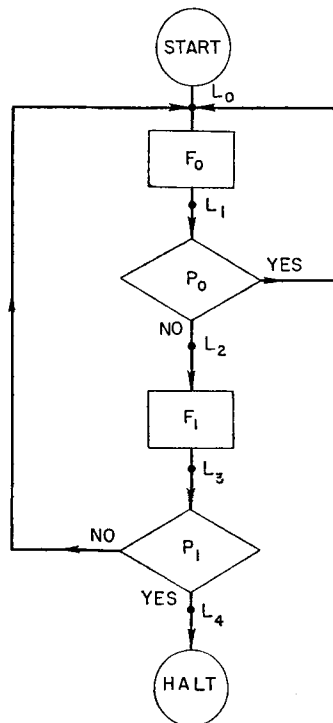 START
L₀
F₀
L₁
P₀
YES
NO
L₂
F₁
L₃
NO
P₁
YES
L₄
HALT